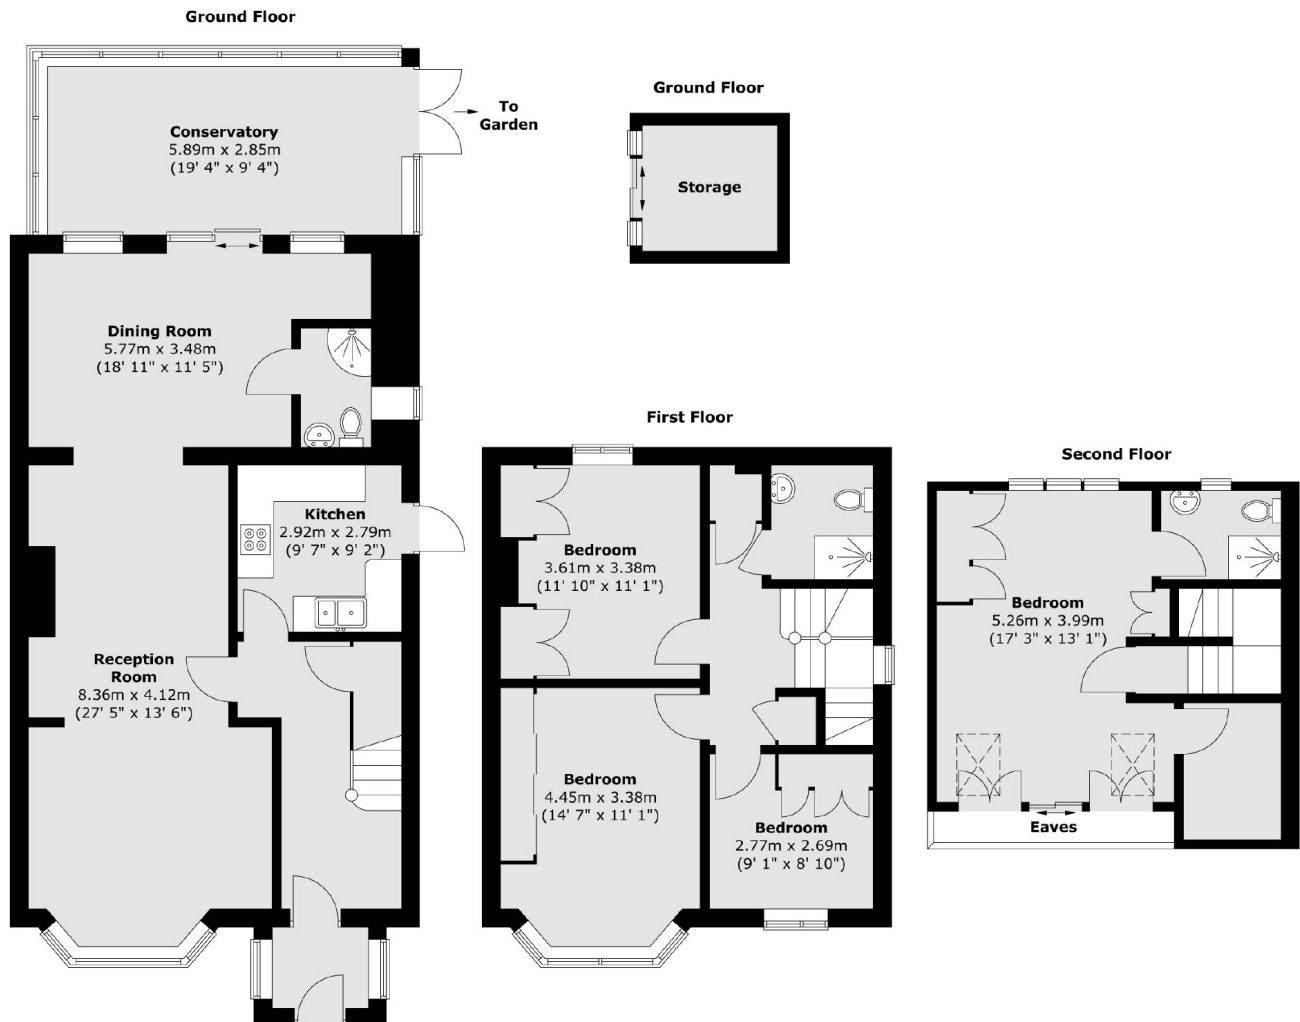 Ground Floor
Conservatory
5.89m x 2.85m
(19' 4" x 9' 4")
To
Garden
Ground Floor
Storage
Dining Room
5.77m x 3.48m
(18' 11" x 11' 5")
Kitchen
2.92m x 2.79m
(9' 7" x 9' 2")
Reception
Room
8.36m x 4.12m
(27' 5" x 13' 6")
First Floor
Bedroom
3.61m x 3.38m
(11' 10" x 11' 1")
Bedroom
4.45m x 3.38m
(14' 7" x 11' 1")
Bedroom
2.77m x 2.69m
(9' 1" x 8' 10")
Second Floor
Bedroom
5.26m x 3.99m
(17' 3" x 13' 1")
Eaves